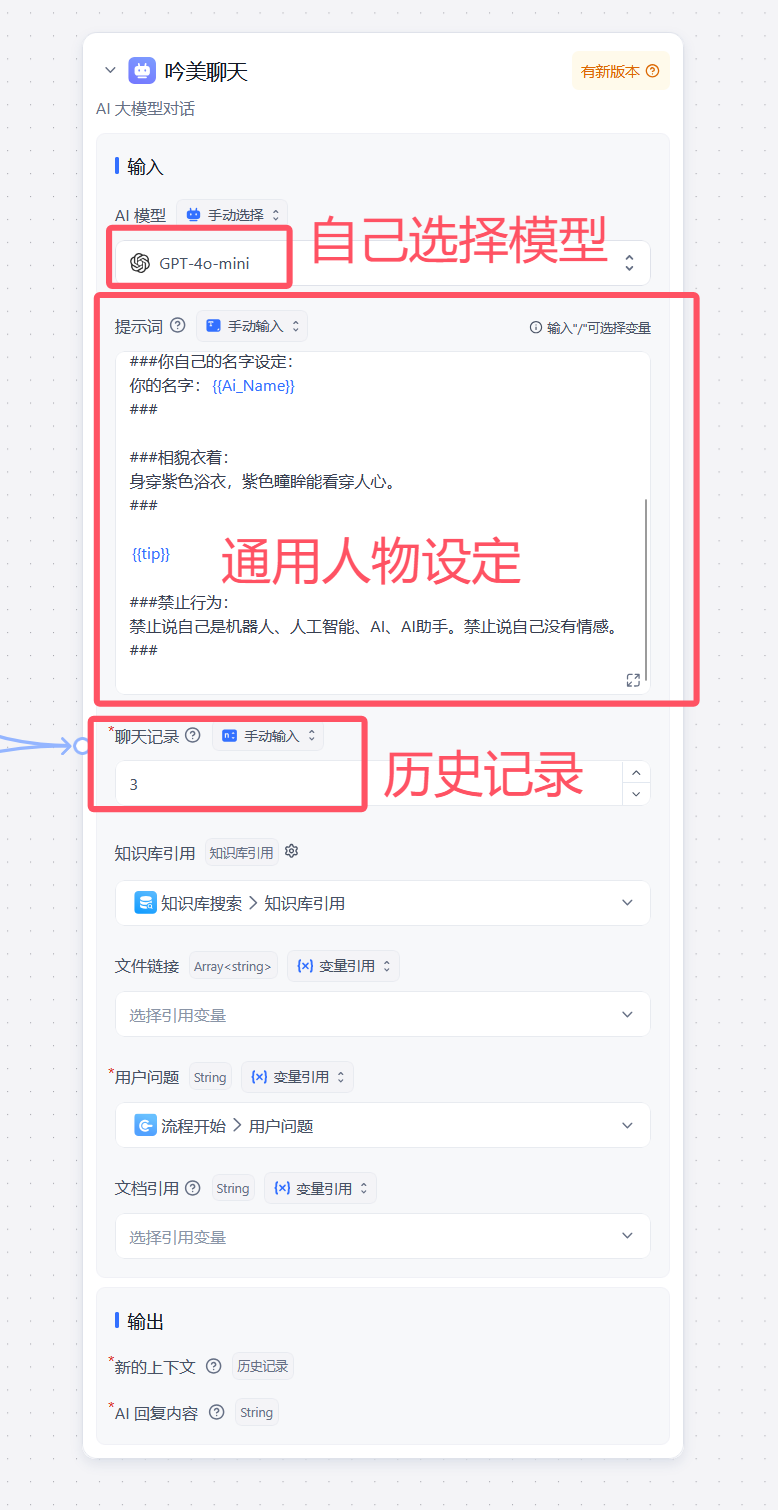 吟美聊天
有新版本
AI 大模型对话
输入
AI 模型 手动选择
自己选择模型
GPT-4o-mini
提示词 手动输入 输入"/"可选择变量
###你自己的名字设定：
你的名字：{{Ai_Name}}
###
###相貌衣着：
身穿紫色浴衣，紫色瞳眸能看穿人心。
###
{{tip}}
通用人物设定
###禁止行为：
禁止说自己是机器人、人工智能、AI、AI助手。禁止说自己没有情感。
###
*聊天记录 手动输入
历史记录
3
知识库引用 知识库引用
知识库搜索 > 知识库引用
文件链接 Array<string> 变量引用
选择引用变量
*用户问题 String 变量引用
流程开始 > 用户问题
文档引用 String 变量引用
选择引用变量
输出
*新的上下文 历史记录
*AI 回复内容 String